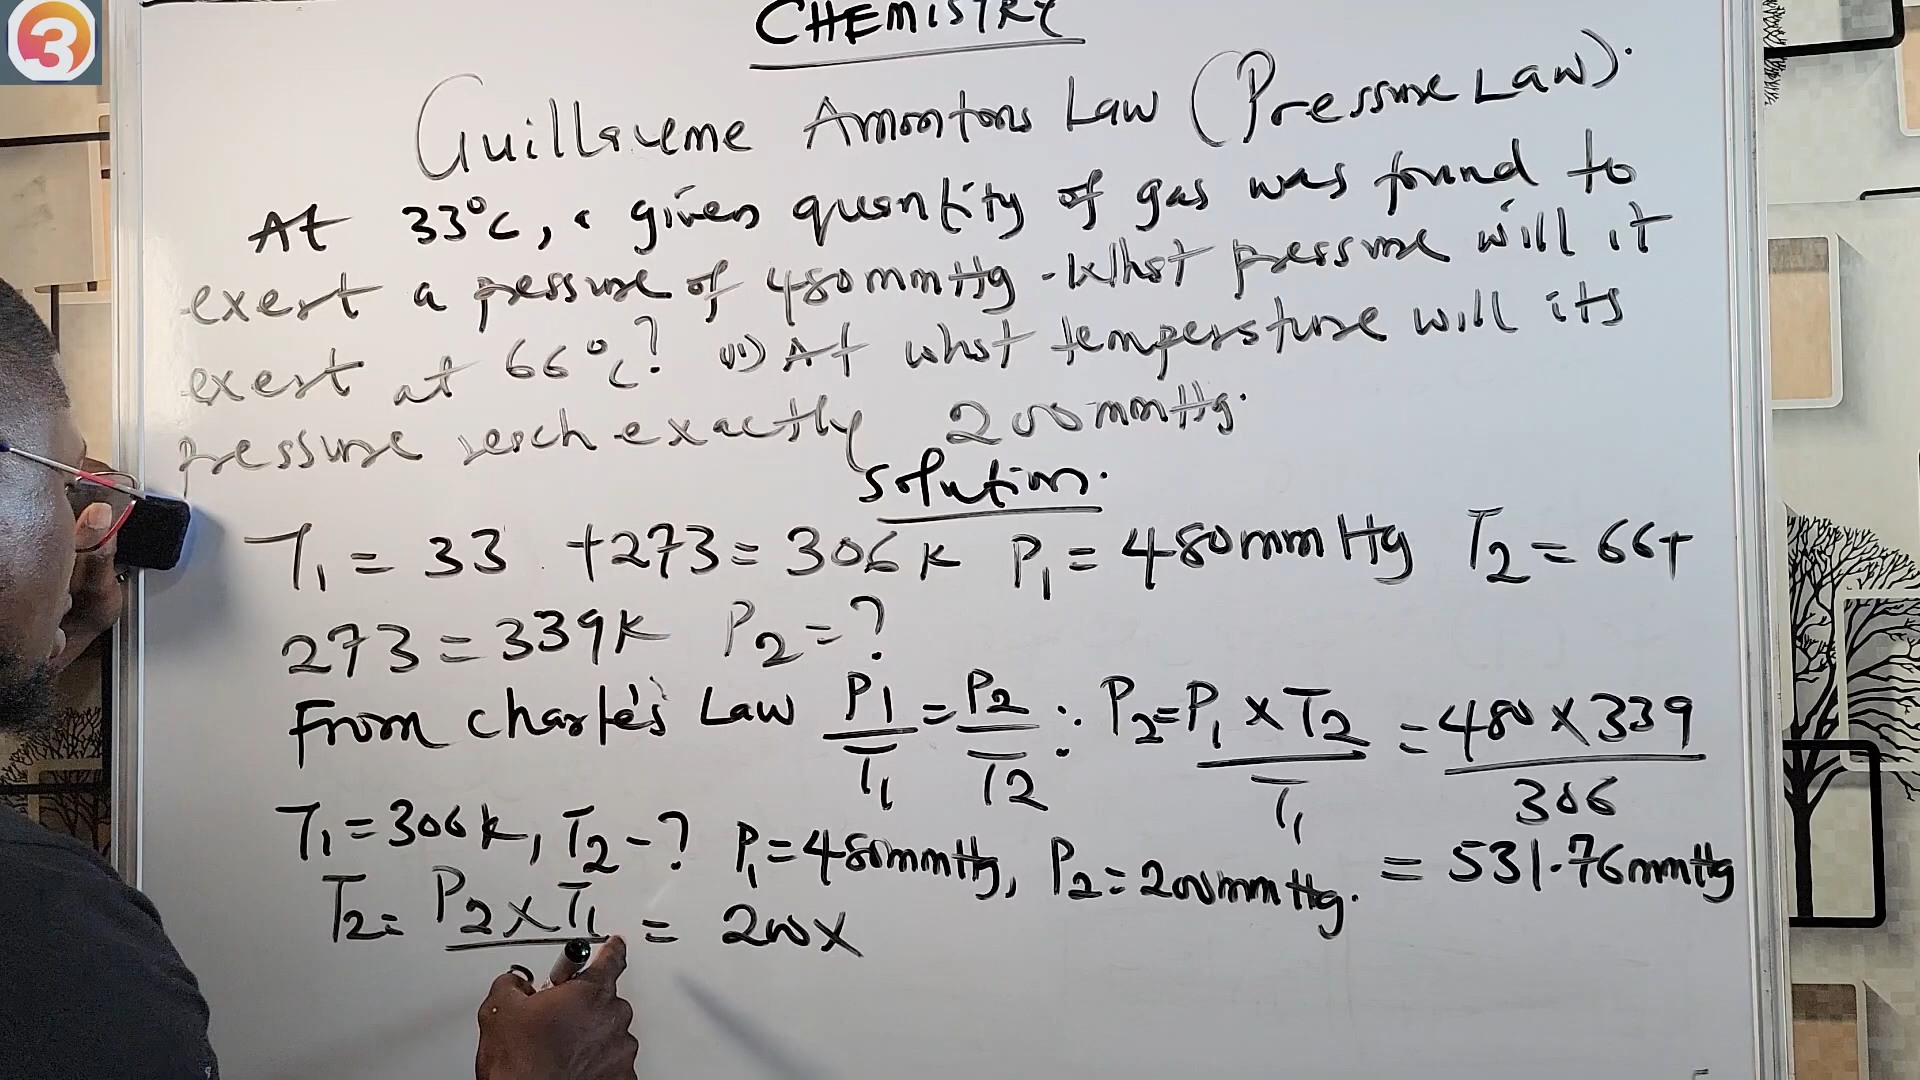 3
CHEMISTRY
Guillaueme Amontons Law (Pressure Law).
At 33°C, a given quantity of gas was found to
exert a pressure of 480mmHg. What pressure will it
exert at 66°C? (ii) At what temperature will its
pressure reach exactly 200mmHg.
Solution.
T1 = 33 +273 = 306K P1 = 480mmHg T2 = 66+
273 = 339K P2 = ?
From Charle's Law P1/T1 = P2/T2 ∴ P2 = P1 x T2/T1 = 480 x 339/306
T1 = 306K, T2 - ? P1 = 480mmHg, P2 = 200mmHg. = 531.76mmHg
T2 = P2 x T1 = 200 x